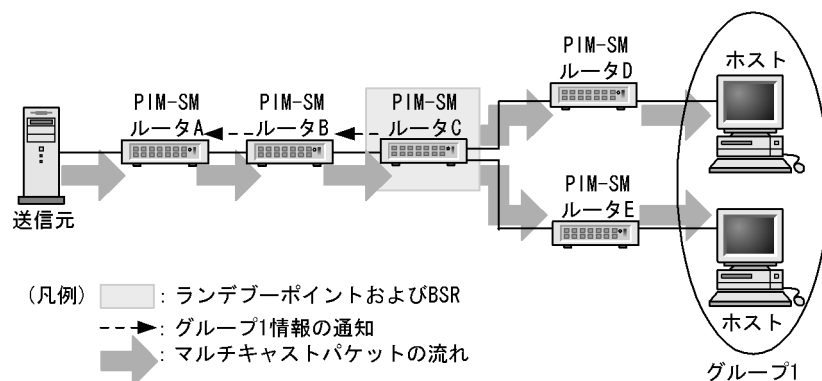 PIM-SM
ルータD
ホスト
PIM-SM
ルータA
PIM-SM
ルータB
PIM-SM
ルータC
送信元
PIM-SM
ルータE
ホスト
グループ1
(凡例)
: ランデブーポイントおよびBSR
: グループ1情報の通知
: マルチキャストパケットの流れ